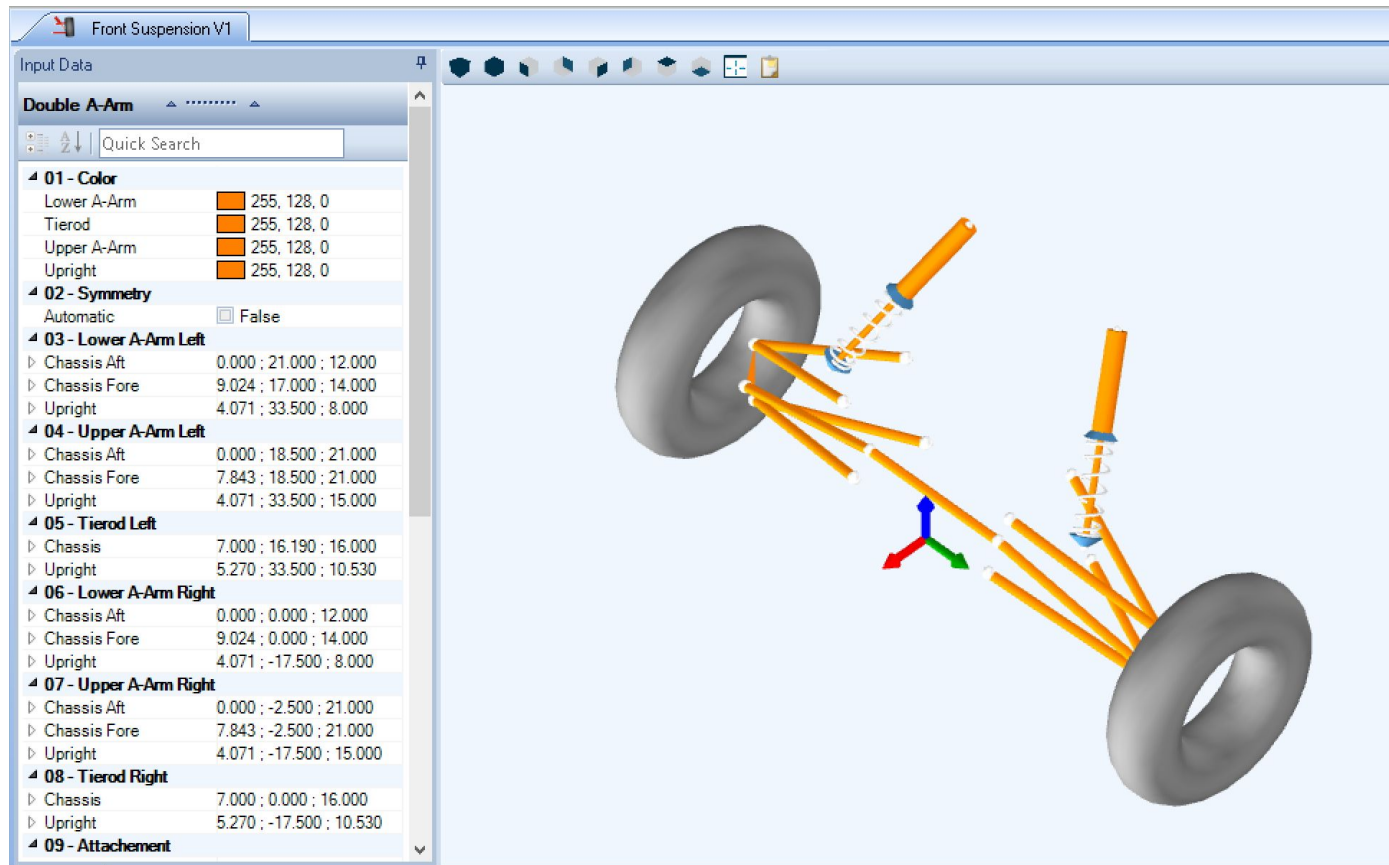 Front Suspension V1
Input Data
Double A-Arm
Quick Search
01 - Color
Lower A-Arm 255, 128, 0
Tierod 255, 128, 0
Upper A-Arm 255, 128, 0
Upright 255, 128, 0
02 - Symmetry
Automatic False
03 - Lower A-Arm Left
Chassis Aft 0.000 ; 21.000 ; 12.000
Chassis Fore 9.024 ; 17.000 ; 14.000
Upright 4.071 ; 33.500 ; 8.000
04 - Upper A-Arm Left
Chassis Aft 0.000 ; 18.500 ; 21.000
Chassis Fore 7.843 ; 18.500 ; 21.000
Upright 4.071 ; 33.500 ; 15.000
05 - Tierod Left
Chassis 7.000 ; 16.190 ; 16.000
Upright 5.270 ; 33.500 ; 10.530
06 - Lower A-Arm Right
Chassis Aft 0.000 ; 0.000 ; 12.000
Chassis Fore 9.024 ; 0.000 ; 14.000
Upright 4.071 ; -17.500 ; 8.000
07 - Upper A-Arm Right
Chassis Aft 0.000 ; -2.500 ; 21.000
Chassis Fore 7.843 ; -2.500 ; 21.000
Upright 4.071 ; -17.500 ; 15.000
08 - Tierod Right
Chassis 7.000 ; 0.000 ; 16.000
Upright 5.270 ; -17.500 ; 10.530
09 - Attachement